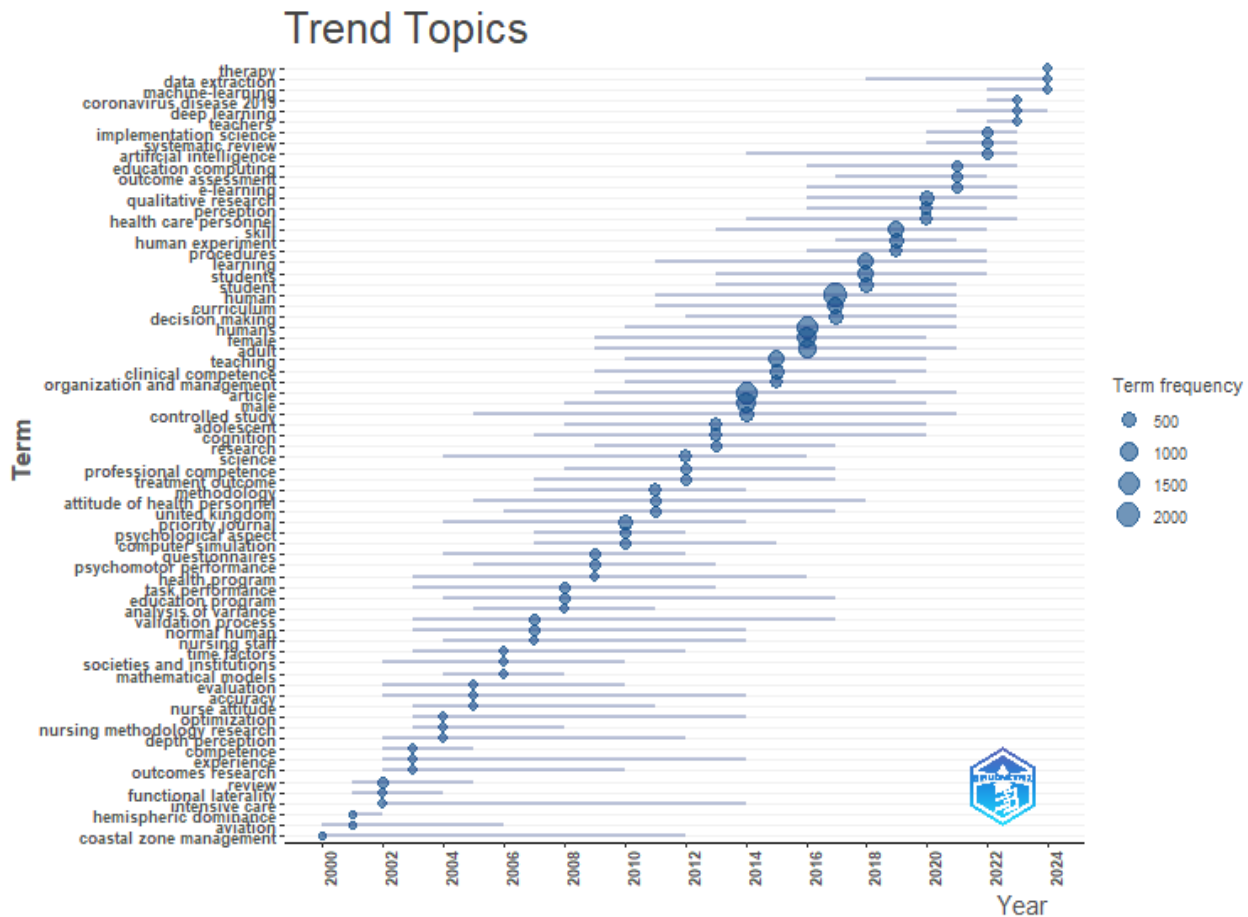 Trend Topics
therapy
data extraction
machine-learning
coronavirus disease 2019
deep learning
teachers
implementation science
systematic review
artificial intelligence
education computing
outcome assessment
e-learning
qualitative research
perception
health care personnel
skill
human experiment
procedures
learning
students
student
human
curriculum
decision making
humans
female
adult
teaching
clinical competence
organization and management
article
male
controlled study
adolescent
cognition
research
science
professional competence
treatment outcome
methodology
attitude of health personnel
united kingdom
priority journal
psychological aspect
computer simulation
questionnaires
psychomotor performance
health program
task performance
education program
analysis of variance
validation process
normal human
nursing staff
time factors
societies and institutions
mathematical models
evaluation
accuracy
nurse attitude
optimization
nursing methodology research
depth perception
competence
experience
outcomes research
review
functional laterality
intensive care
hemispheric dominance
aviation
coastal zone management
Term
2000
2002
2004
2006
2008
2010
2012
2014
2016
2018
2020
2022
2024
Year
Term frequency
500
1000
1500
2000